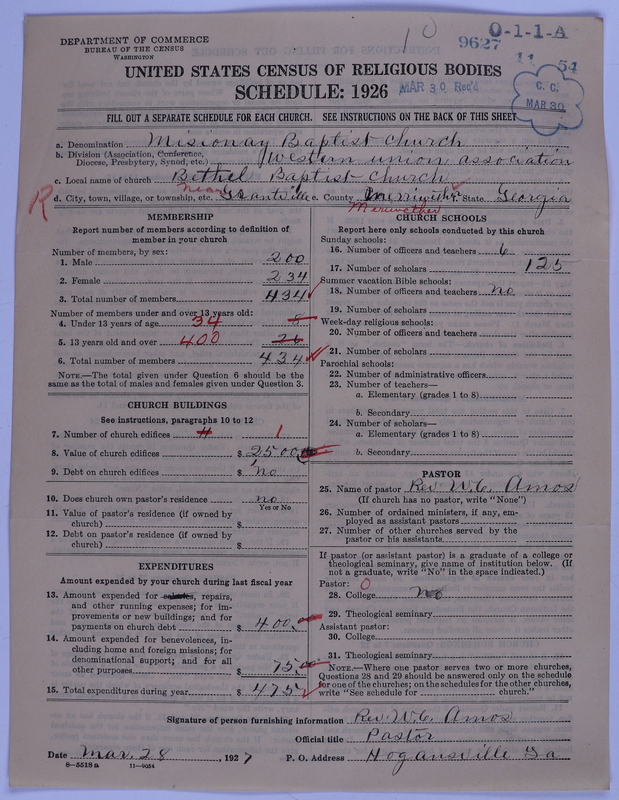 DEPARTMENT OF COMMERCE
BUREAU OF THE CENSUS
WASHINGTON
10
O-1-1-A
9627
11 54
UNITED STATES CENSUS OF RELIGIOUS BODIES
SCHEDULE: 1926
MAR 30 Rec'd
C. C.
MAR 30
FILL OUT A SEPARATE SCHEDULE FOR EACH CHURCH. SEE INSTRUCTIONS ON THE BACK OF THIS SHEET
a. Denomination Misionay Baptist Church
b. Division (Association, Conference, Diocese, Presbytery, Synod, etc.) Western union association
c. Local name of church Bethel Baptist church
R d. City, town, village, or township, etc. near Grantville e. County Merriwether f. State Georgia
Meriwether
MEMBERSHIP
Report number of members according to definition of
member in your church
Number of members, by sex:
1. Male 200
2. Female 234
3. Total number of members 434
Number of members under and over 13 years old:
4. Under 13 years of age 34 8
5. 13 years old and over 400 26
6. Total number of members 434
NOTE.—The total given under Question 6 should be the
same as the total of males and females given under Question 3.
CHURCH BUILDINGS
See instructions, paragraphs 10 to 12
7. Number of church edifices 4 1
8. Value of church edifices $ 2500
9. Debt on church edifices $ no
10. Does church own pastor's residence no
Yes or No
11. Value of pastor's residence (if owned by
church) $
12. Debt on pastor's residence (if owned by
church) $
EXPENDITURES
Amount expended by your church during last fiscal year
13. Amount expended for salaries, repairs,
and other running expenses; for im-
provements or new buildings; and for
payments on church debt $ 400.00
14. Amount expended for benevolences, in-
cluding home and foreign missions; for
denominational support; and for all
other purposes $ 75.00
15. Total expenditures during year $ 475
CHURCH SCHOOLS
Report here only schools conducted by this church
Sunday schools:
16. Number of officers and teachers 6
17. Number of scholars 125
Summer vacation Bible schools:
18. Number of officers and teachers no
19. Number of scholars
Week-day religious schools:
20. Number of officers and teachers
21. Number of scholars
Parochial schools:
22. Number of administrative officers
23. Number of teachers—
a. Elementary (grades 1 to 8)
b. Secondary
24. Number of scholars—
a. Elementary (grades 1 to 8)
b. Secondary
PASTOR
25. Name of pastor Rev W. C. Amos
(If church has no pastor, write "None")
26. Number of ordained ministers, if any, em-
ployed as assistant pastors
27. Number of other churches served by the
pastor or his assistants
If pastor (or assistant pastor) is a graduate of a college or
theological seminary, give name of institution below. (If
not a graduate, write "No" in the space indicated.)
Pastor: 0
28. College no
29. Theological seminary
Assistant pastor:
30. College
31. Theological seminary
NOTE.—Where one pastor serves two or more churches,
Questions 28 and 29 should be answered only on the schedule
for one of the churches; on the schedules for the other churches,
write "See schedule for church."
Signature of person furnishing information Rev. W. C. Amos
Official title Pastor
Date Mar. 28, 1927 P. O. Address Hogansville Ga
8-5518a 11-9054